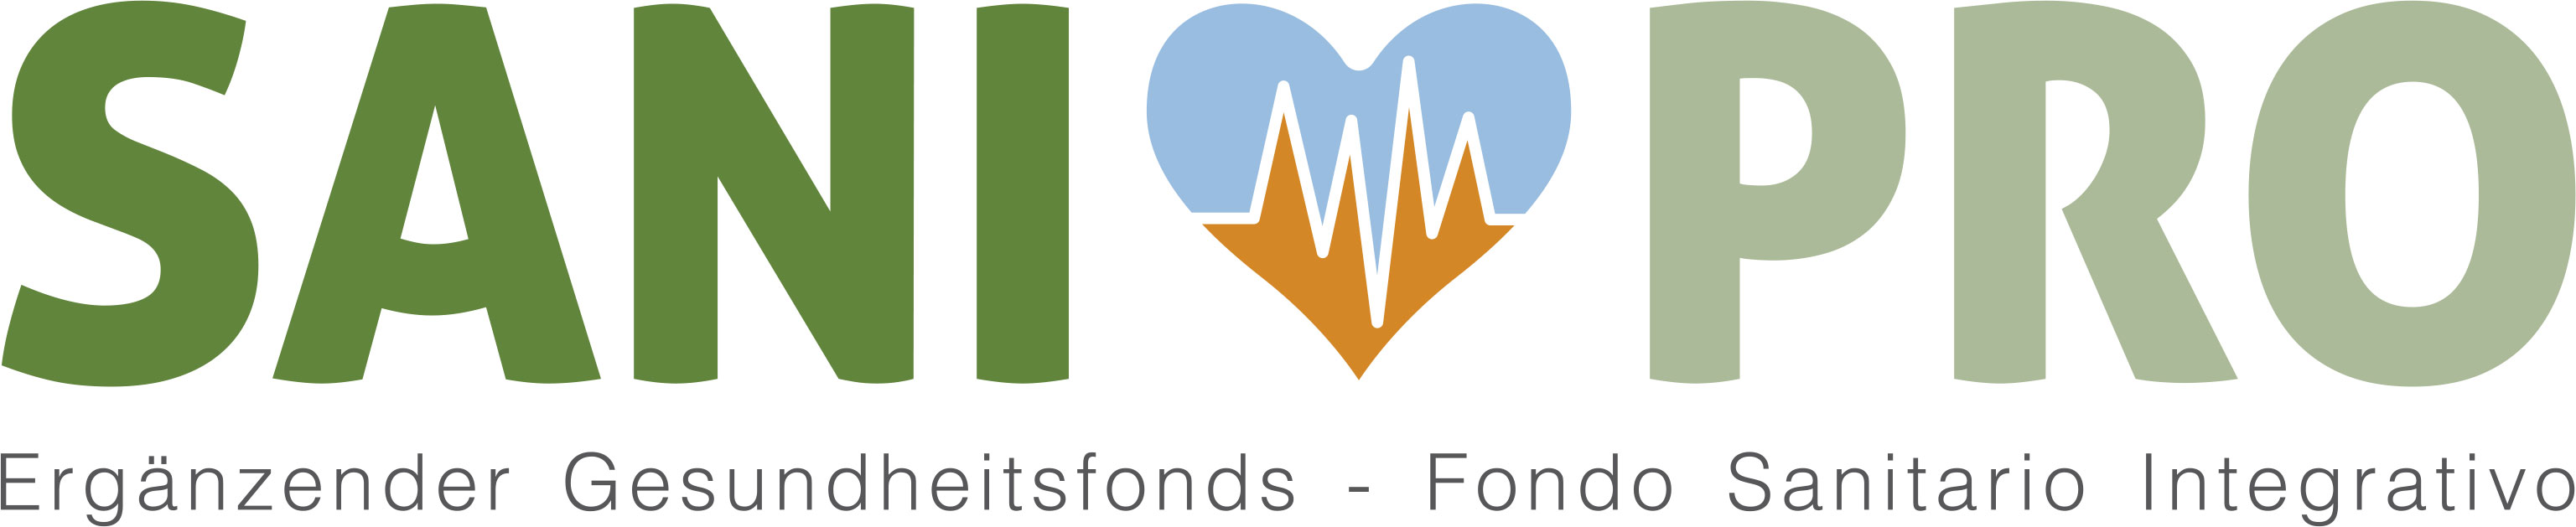 SANI PRO
Ergänzender Gesundheitsfonds - Fondo Sanitario Integrativo